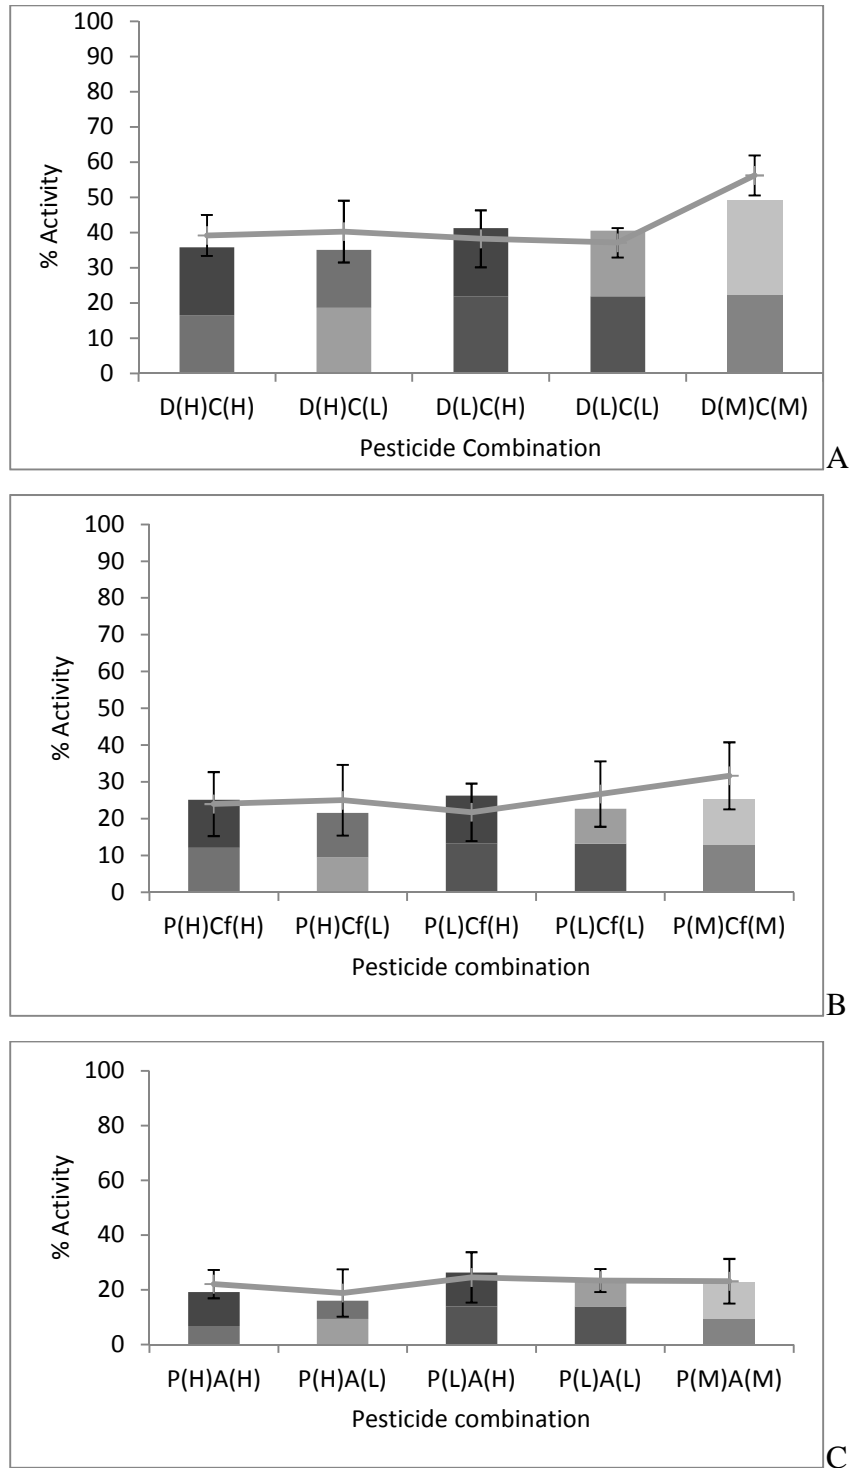 100
90
80
70
60
50
40
30
20
10
0
% Activity
D(H)C(H) D(H)C(L) D(L)C(H) D(L)C(L) D(M)C(M)
Pesticide Combination
A
100
90
80
70
60
50
40
30
20
10
0
% Activity
P(H)Cf(H) P(H)Cf(L) P(L)Cf(H) P(L)Cf(L) P(M)Cf(M)
Pesticide combination
B
100
80
60
40
20
0
% Activity
P(H)A(H) P(H)A(L) P(L)A(H) P(L)A(L) P(M)A(M)
Pesticide combination
C